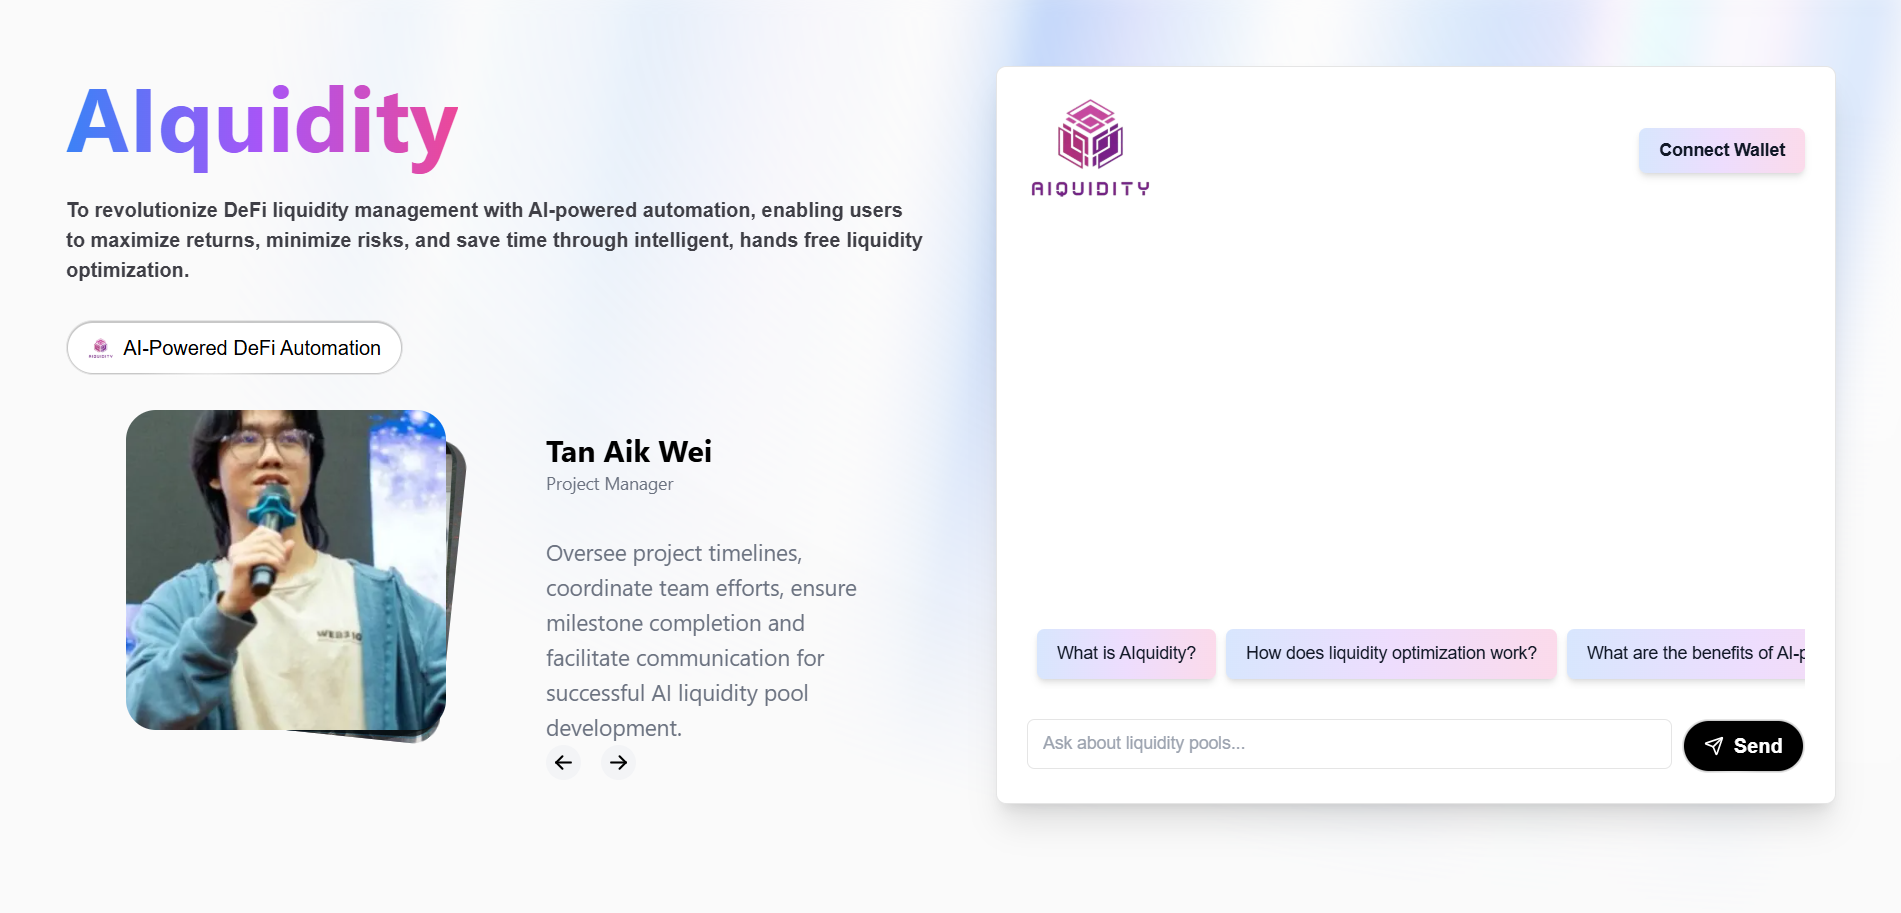 AIquidity
To revolutionize DeFi liquidity management with AI-powered automation, enabling users
to maximize returns, minimize risks, and save time through intelligent, hands free liquidity
optimization.
AIQUIDITY
AI-Powered DeFi Automation
Tan Aik Wei
Project Manager
Oversee project timelines,
coordinate team efforts, ensure
milestone completion and
facilitate communication for
successful AI liquidity pool
development.
AIQUIDITY
Connect Wallet
What is AIquidity?
How does liquidity optimization work?
What are the benefits of AI-p
Ask about liquidity pools...
Send